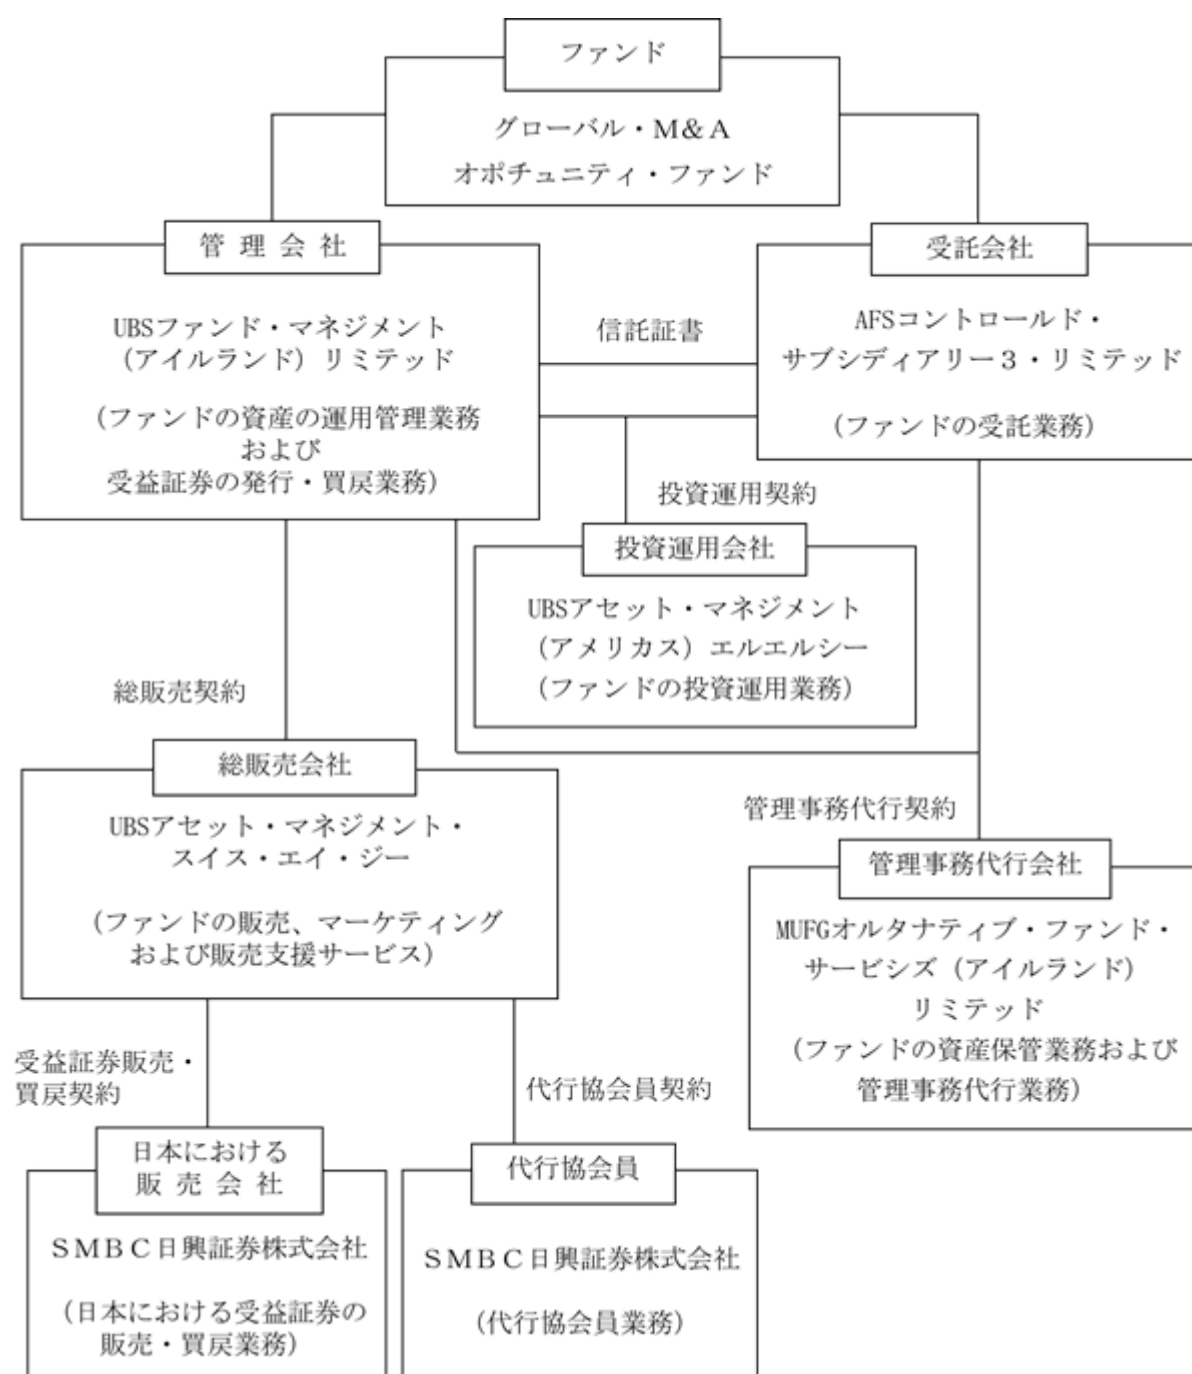 ファンド
グローバル・M&A
オポチュニティ・ファンド
管 理 会 社
UBSファンド・マネジメント
(アイルランド)リミテッド
(ファンドの資産の運用管理業務
および
受益証券の発行・買戻業務)
信託証書
受託会社
AFSコントロールド・
サブシディアリー3・リミテッド
(ファンドの受託業務)
投資運用契約
投資運用会社
UBSアセット・マネジメント
(アメリカス)エルエルシー
(ファンドの投資運用業務)
総販売契約
総販売会社
UBSアセット・マネジメント・
スイス・エイ・ジー
(ファンドの販売、マーケティング
および販売支援サービス)
管理事務代行契約
管理事務代行会社
MUFGオルタナティブ・ファンド・
サービシズ(アイルランド)
リミテッド
(ファンドの資産保管業務および
管理事務代行業務)
受益証券販売・
買戻契約
代行協会員契約
日本における
販 売 会 社
SMBC日興証券株式会社
(日本における受益証券の
販売・買戻業務)
代行協会員
SMBC日興証券株式会社
(代行協会員業務)